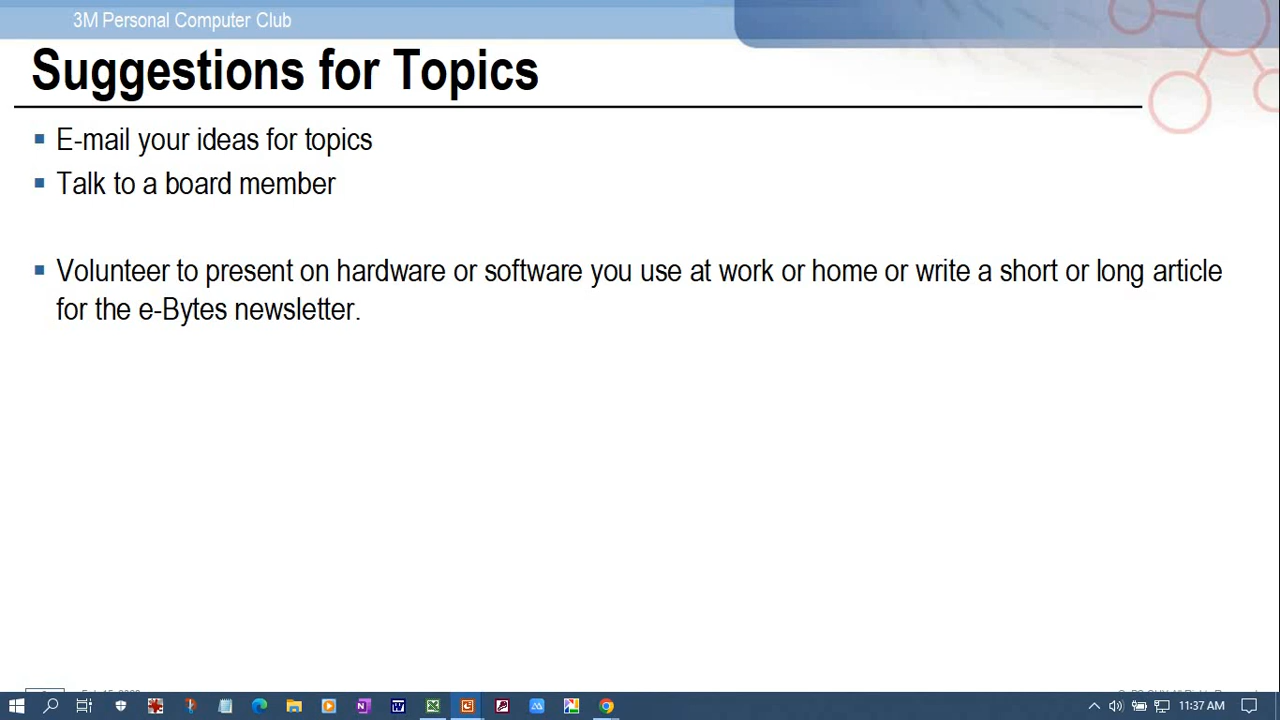 3M Personal Computer Club
Suggestions for Topics
E-mail your ideas for topics
Talk to a board member
Volunteer to present on hardware or software you use at work or home or write a short or long article
for the e-Bytes newsletter.
11:37 AM